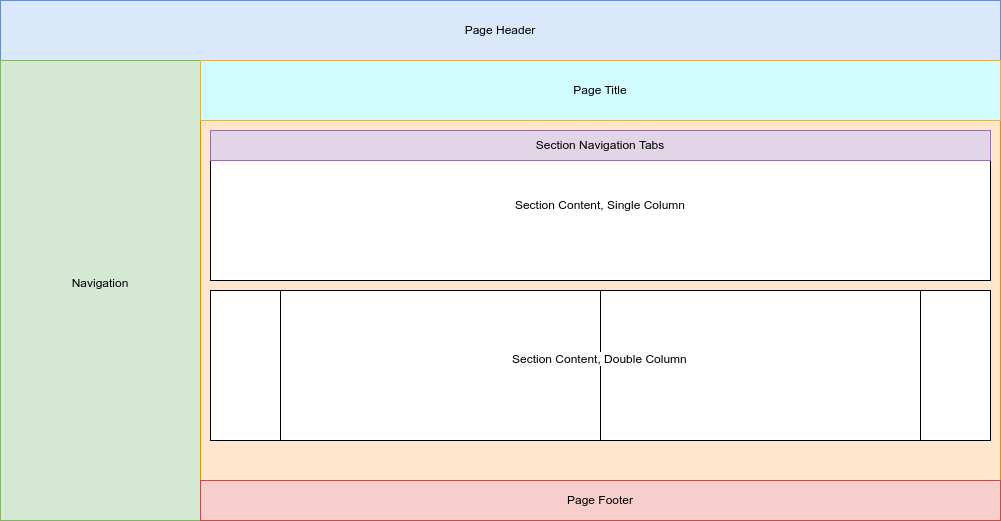 Page Header
Page Title
Section Navigation Tabs
Section Content, Single Column
Navigation
Section Content, Double Column
Page Footer